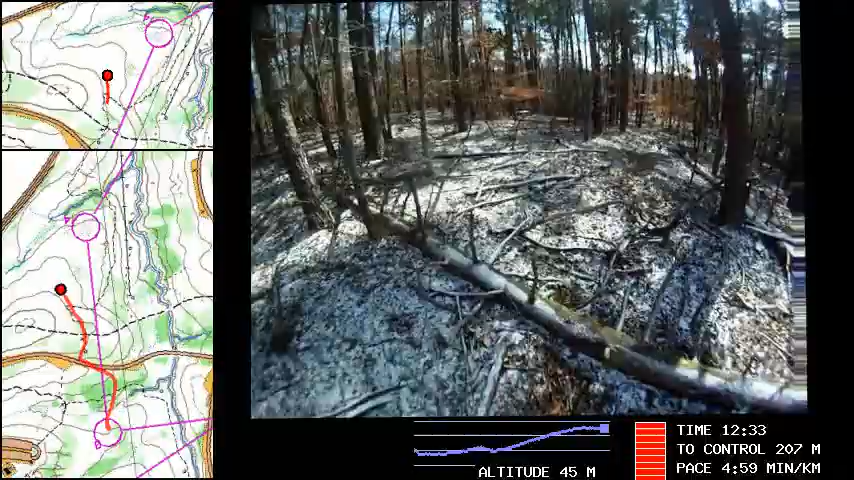 TIME 12:33
TO CONTROL 207 M
PACE 4:59 MIN/KM
ALTITUDE 45 M